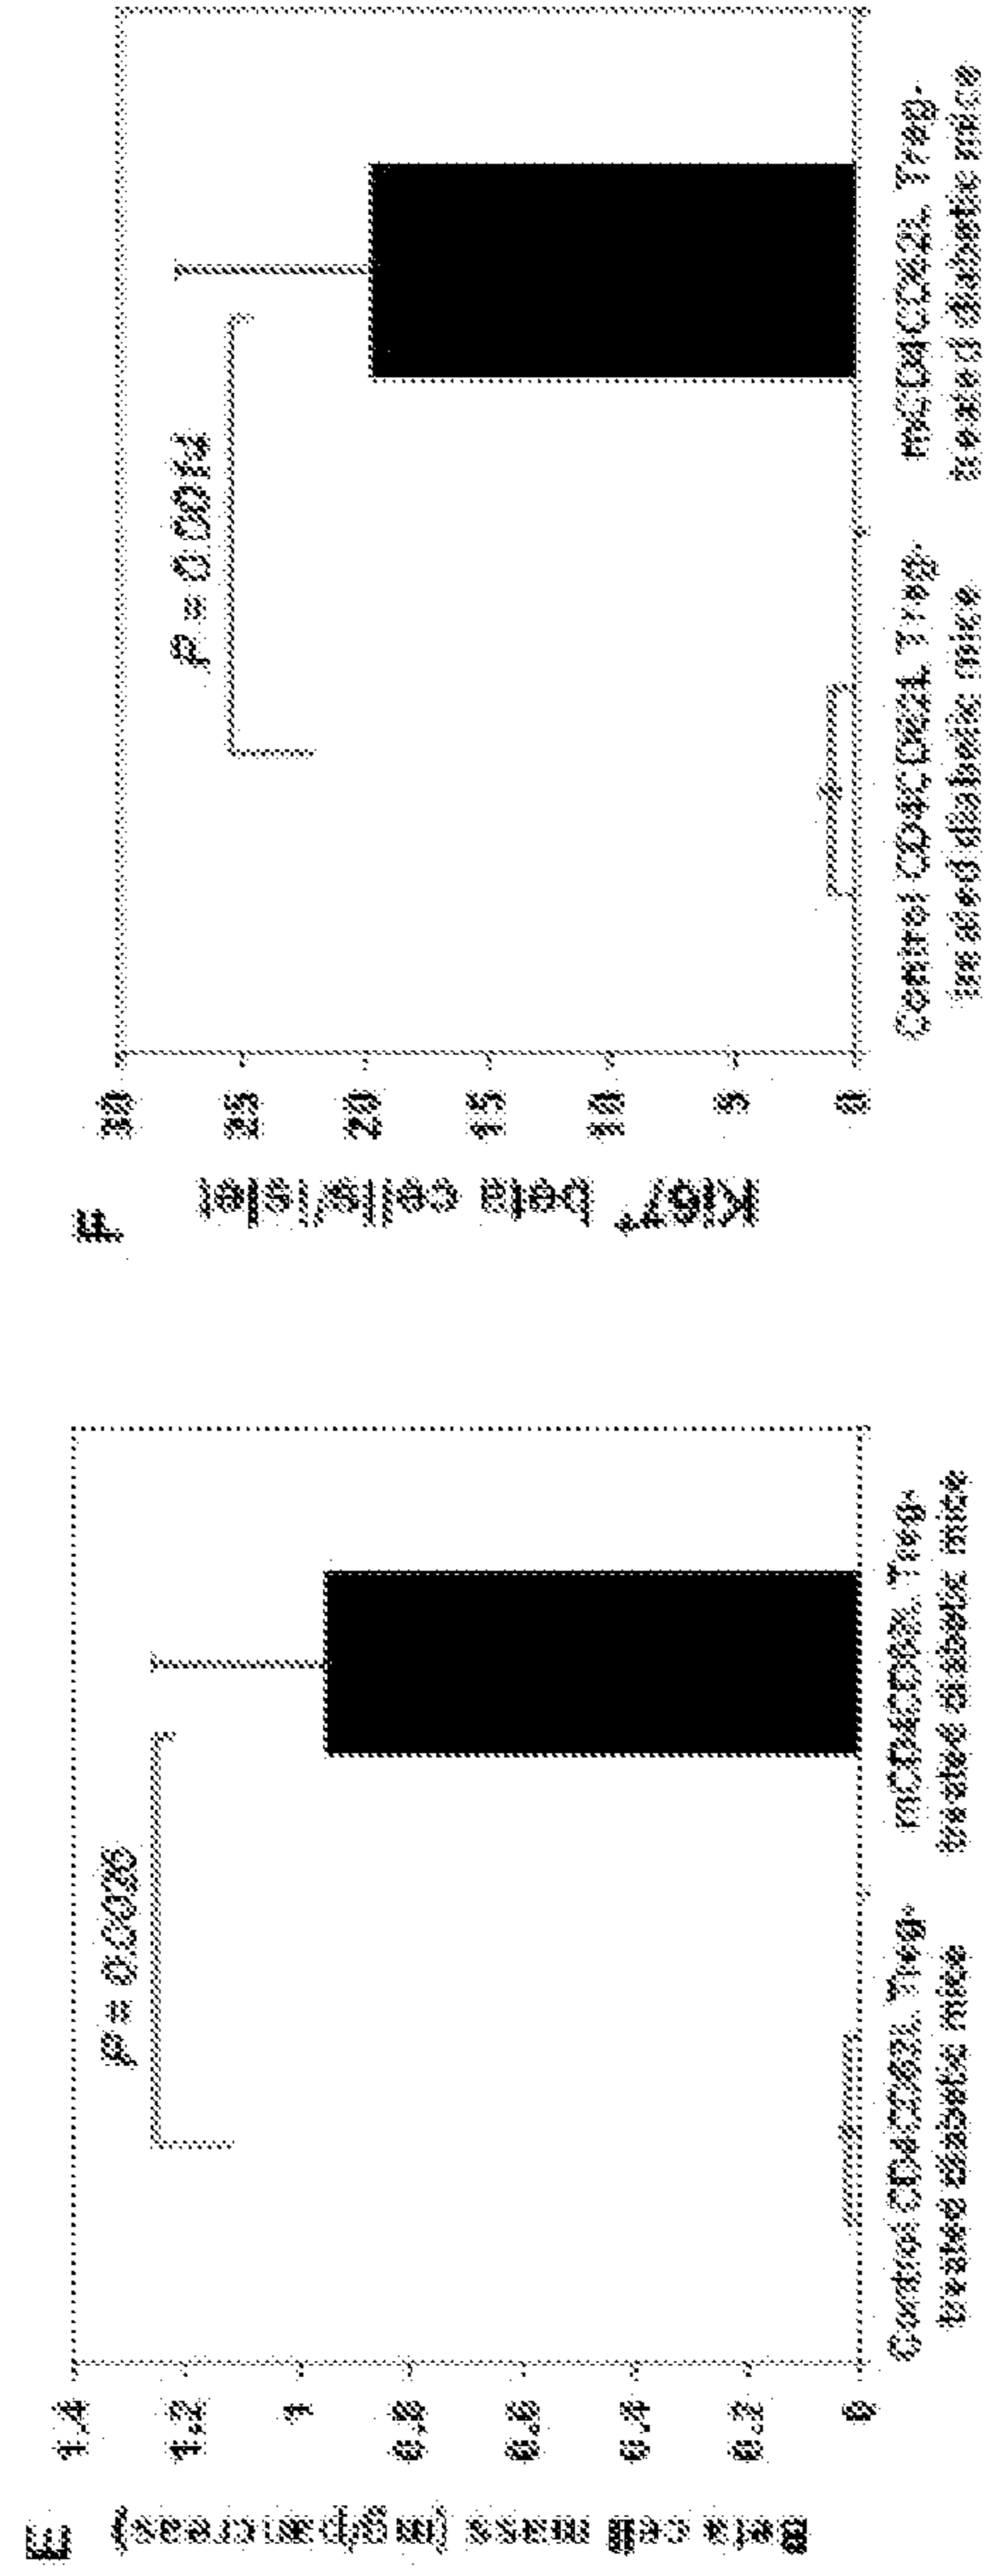 E
Beta cell mass (mg/pancreas)
1.4
1.2
1
0.8
0.6
0.4
0.2
0
P = 0.0036
Control CD4CD62L Treg-
treated diabetic mice
mCD4CD62L Treg-
treated diabetic mice
F
Ki67+ beta cells/islet
30
25
20
15
10
5
0
P = 0.0014
Control CD4CD62L Treg-
treated diabetic mice
mCD4CD62L Treg-
treated diabetic mice